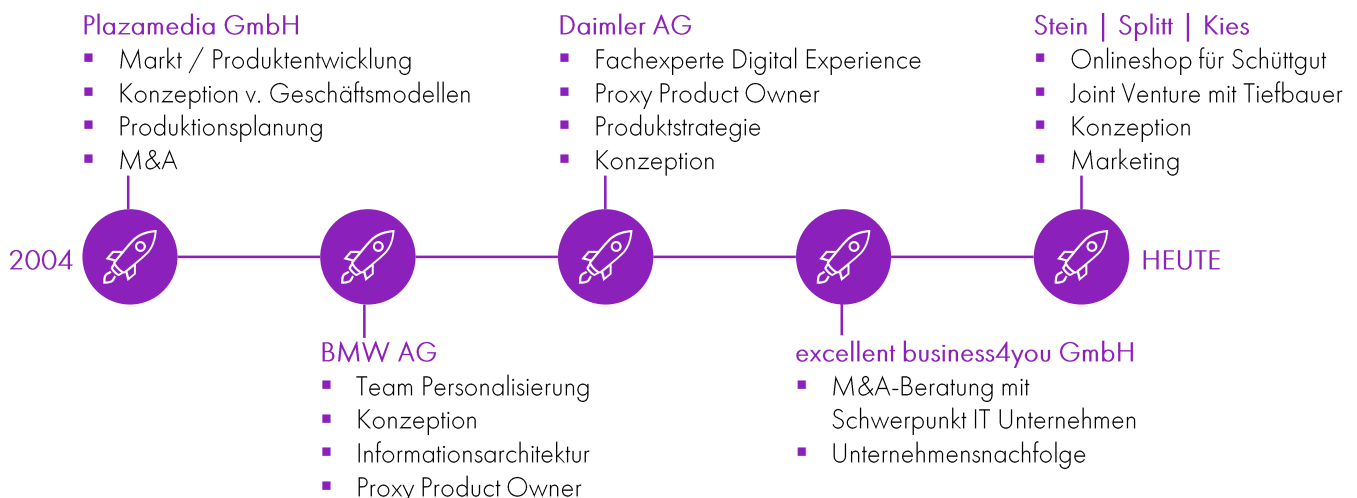 Plazamedia GmbH
Markt / Produktentwicklung
Konzeption v. Geschäftsmodellen
Produktionsplanung
M&A
Daimler AG
Fachexperte Digital Experience
Proxy Product Owner
Produktstrategie
Konzeption
Stein | Splitt | Kies
Onlineshop für Schüttgut
Joint Venture mit Tiefbauer
Konzeption
Marketing
2004
HEUTE
BMW AG
Team Personalisierung
Konzeption
Informationsarchitektur
Proxy Product Owner
excellent business4you GmbH
M&A-Beratung mit
Schwerpunkt IT Unternehmen
Unternehmensnachfolge